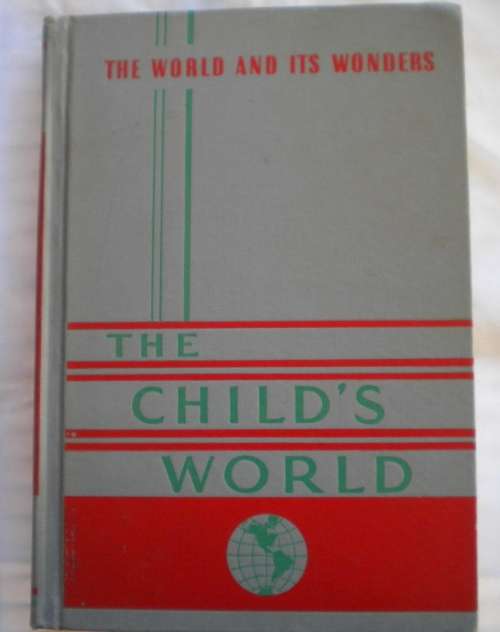 THE WORLD AND ITS WONDERS
THE
CHILD'S
WORLD